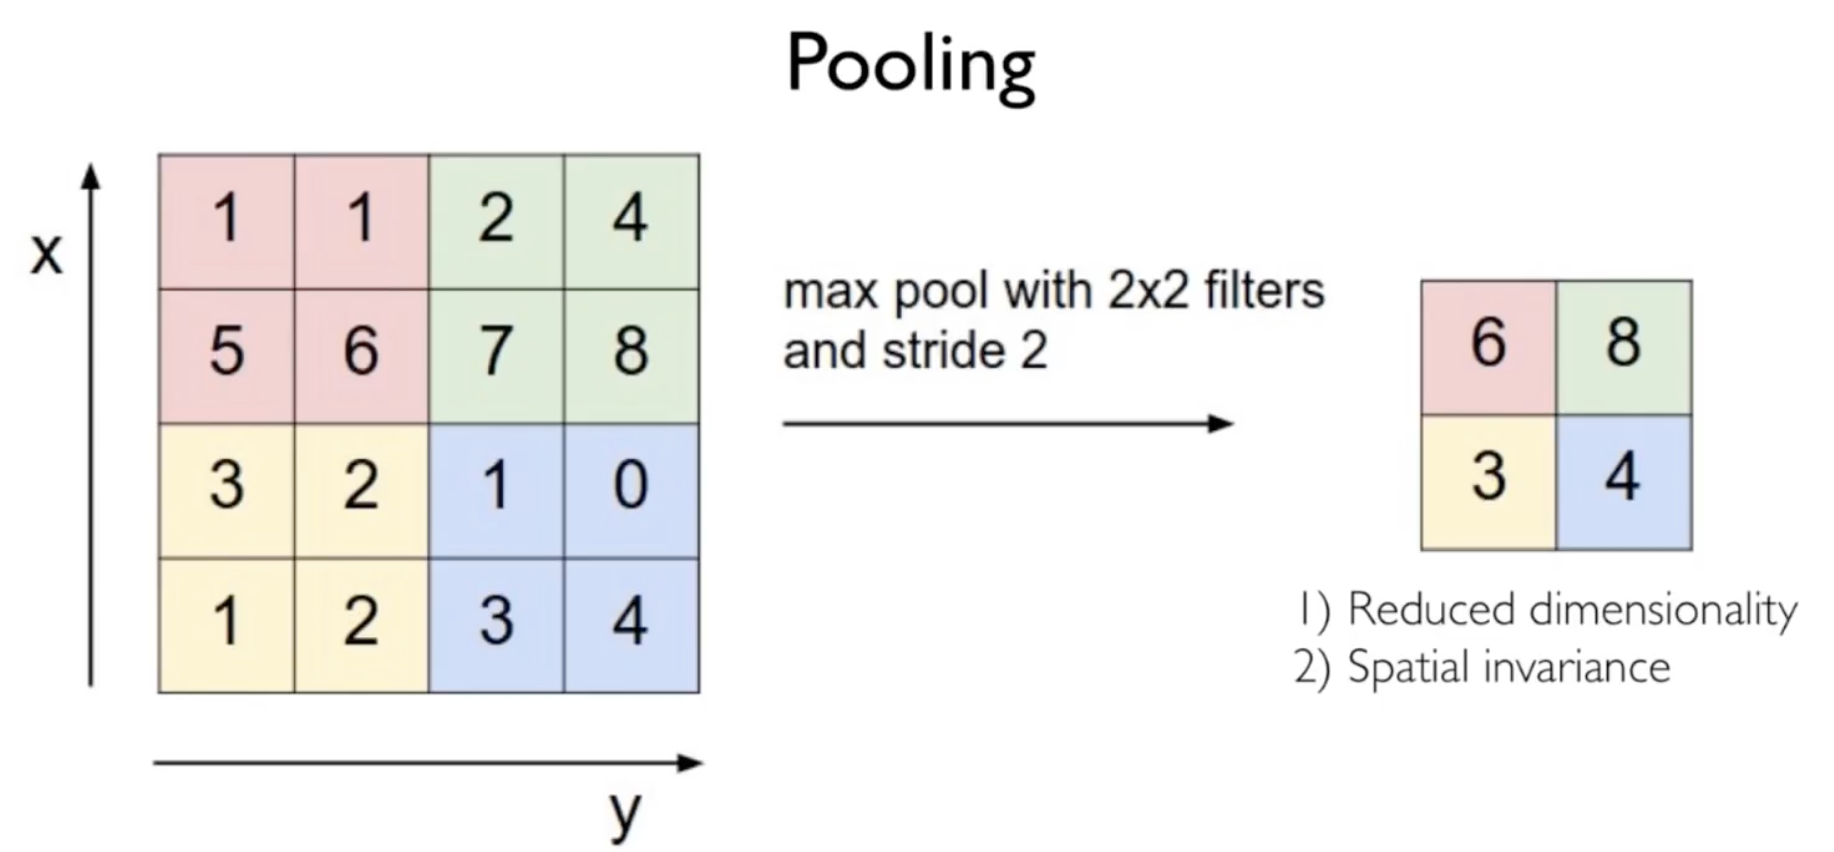 Pooling
x
1 1 2 4
5 6 7 8
3 2 1 0
1 2 3 4
y
max pool with 2x2 filters
and stride 2
6 8
3 4
1) Reduced dimensionality
2) Spatial invariance